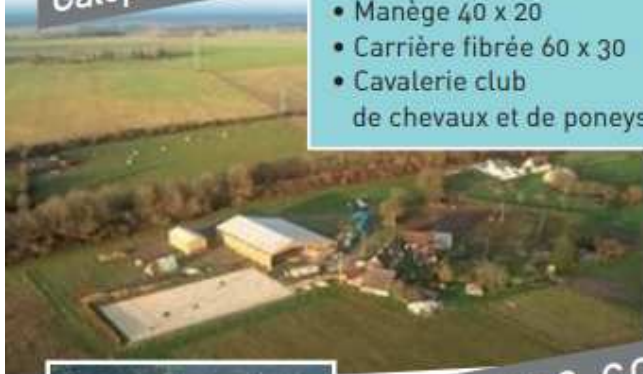 • Manège 40 x 20
• Carrière fibrée 60 x 30
• Cavalerie club
de chevaux et de poneys